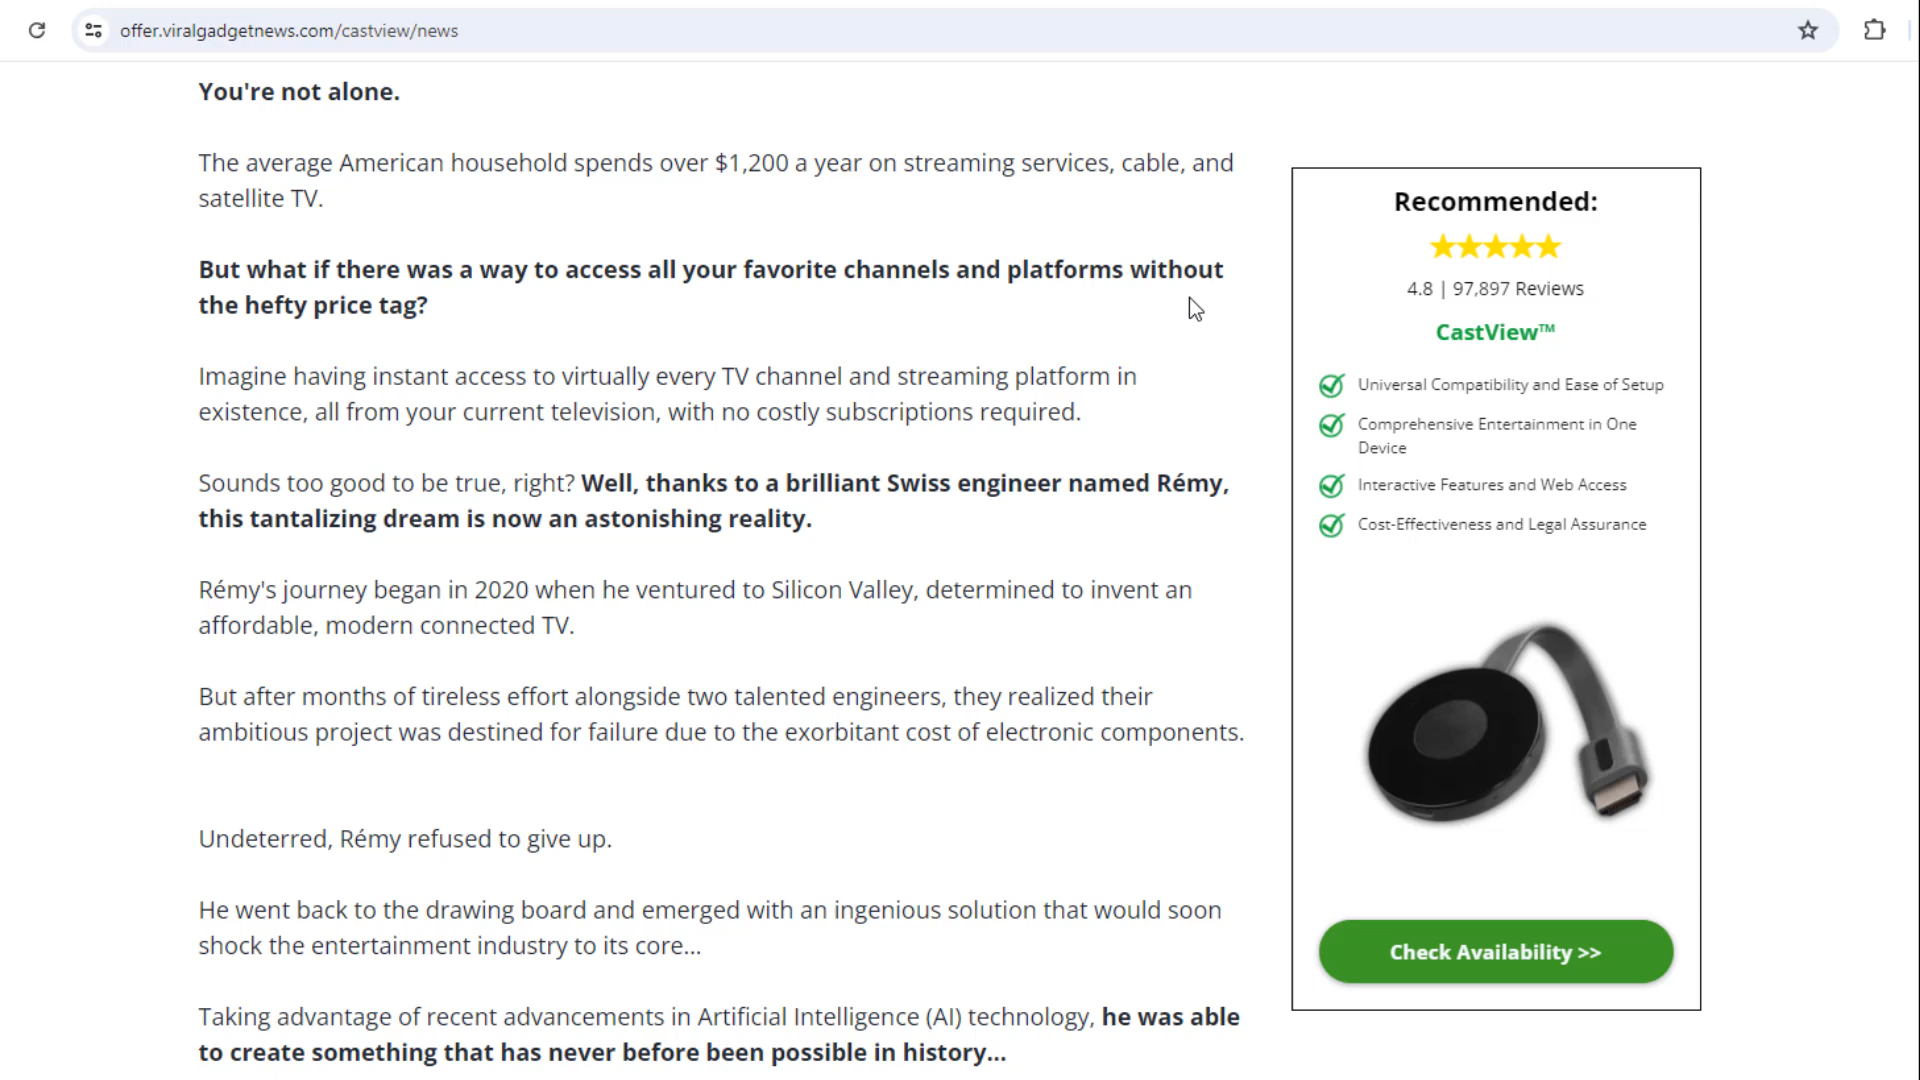 offer.viralgadgetnews.com/castview/news
You're not alone.
The average American household spends over $1,200 a year on streaming services, cable, and
satellite TV.
But what if there was a way to access all your favorite channels and platforms without
the hefty price tag?
Imagine having instant access to virtually every TV channel and streaming platform in
existence, all from your current television, with no costly subscriptions required.
Sounds too good to be true, right? Well, thanks to a brilliant Swiss engineer named Rémy,
this tantalizing dream is now an astonishing reality.
Rémy's journey began in 2020 when he ventured to Silicon Valley, determined to invent an
affordable, modern connected TV.
But after months of tireless effort alongside two talented engineers, they realized their
ambitious project was destined for failure due to the exorbitant cost of electronic components.
Undeterred, Rémy refused to give up.
He went back to the drawing board and emerged with an ingenious solution that would soon
shock the entertainment industry to its core...
Taking advantage of recent advancements in Artificial Intelligence (AI) technology, he was able
to create something that has never before been possible in history...
Recommended:
4.8 | 97,897 Reviews
CastView™
Universal Compatibility and Ease of Setup
Comprehensive Entertainment in One
Device
Interactive Features and Web Access
Cost-Effectiveness and Legal Assurance
Check Availability >>